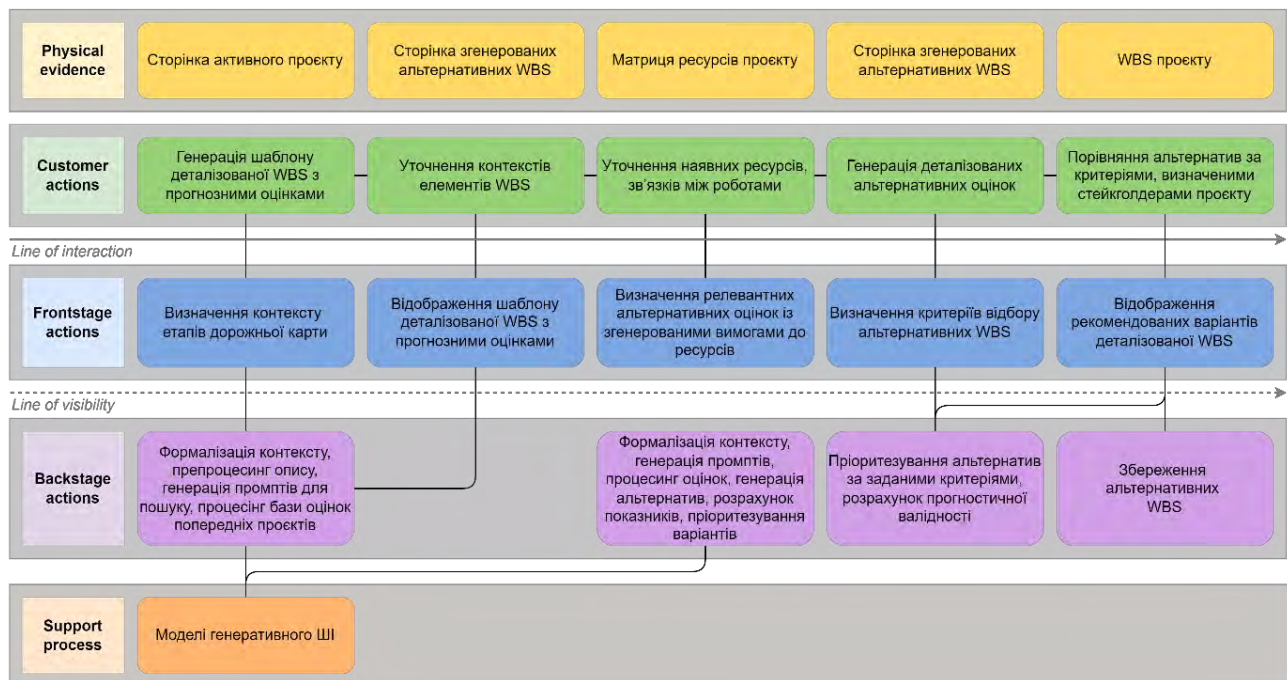 Physical
evidence
Сторінка активного проєкту
Сторінка згенерованих
альтернативних WBS
Матриця ресурсів проєкту
Сторінка згенерованих
альтернативних WBS
WBS проєкту
Customer
actions
Генерація шаблону
деталізованої WBS з
прогнозними оцінками
Уточнення контекстів
елементів WBS
Уточнення наявних ресурсів,
зв'язків між роботами
Генерація деталізованих
альтернативних оцінок
Порівняння альтернатив за
критеріями, визначеними
стейкголдерами проєкту
Line of interaction
Frontstage
actions
Визначення контексту
етапів дорожньої карти
Відображення шаблону
деталізованої WBS з
прогнозними оцінками
Визначення релевантних
альтернативних оцінок із
згенерованими вимогами до
ресурсів
Визначення критеріїв відбору
альтернативних WBS
Відображення
рекомендованих варіантів
деталізованої WBS
Line of visibility
Backstage
actions
Формалізація контексту,
препроцесинг опису,
генерація промптів для
пошуку, процесінг бази оцінок
попередніх проєктів
Формалізація контексту,
генерація промптів,
процесинг оцінок, генерація
альтернатив, розрахунок
показників, пріоритезування
варіантів
Пріоритезування альтернатив
за заданими критеріями,
розрахунок прогностичної
валідності
Збереження
альтернативних
WBS
Support
process
Моделі генеративного ШІ